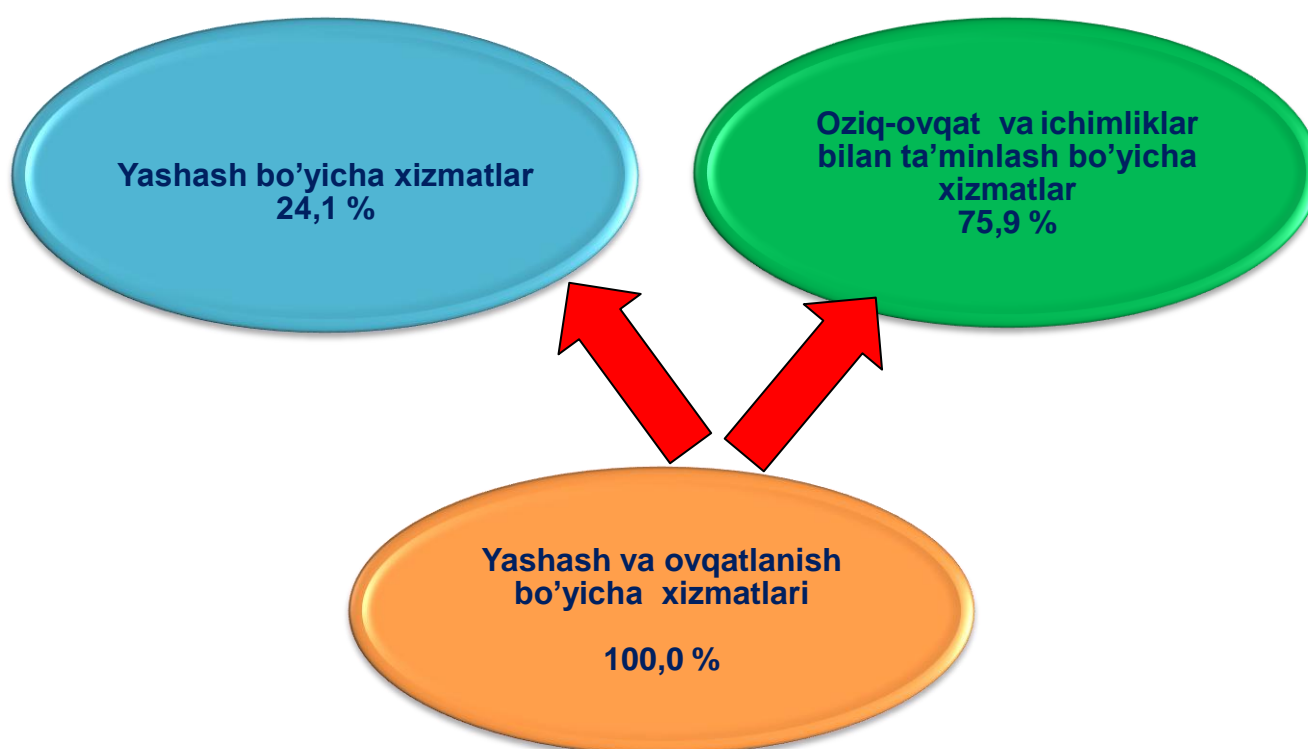 Yashash bo’yicha xizmatlar
24,1 %
Oziq-ovqat va ichimliklar
bilan ta’minlash bo’yicha
xizmatlar
75,9 %
Yashash va ovqatlanish
bo’yicha xizmatlari
100,0 %